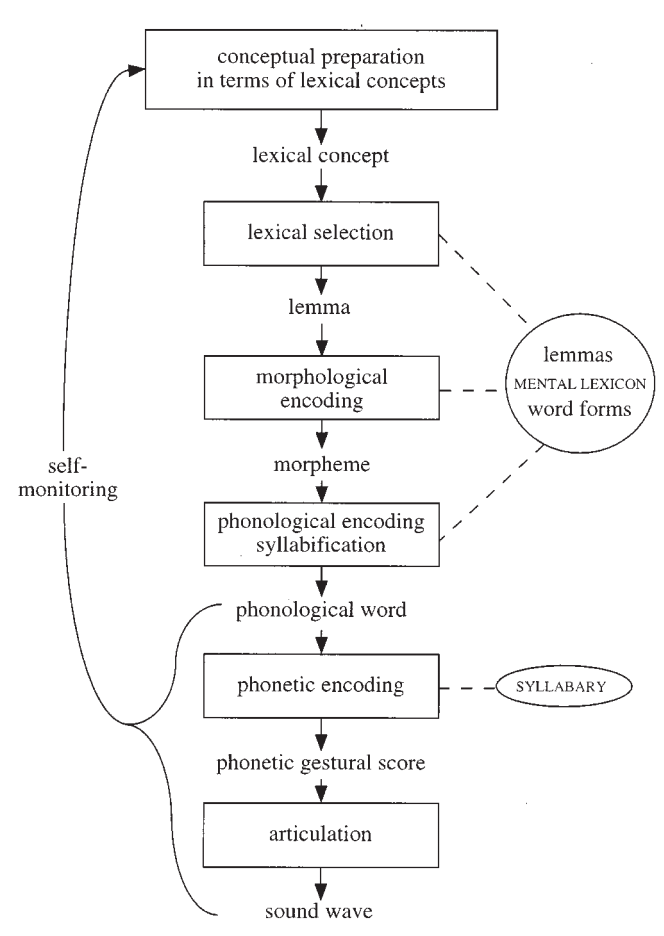 conceptual preparation
in terms of lexical concepts
lexical concept
lexical selection
lemma
lemmas
MENTAL LEXICON
word forms
morphological
encoding
morpheme
self-
monitoring
phonological encoding
syllabification
phonological word
phonetic encoding
SYLLABARY
phonetic gestural score
articulation
sound wave